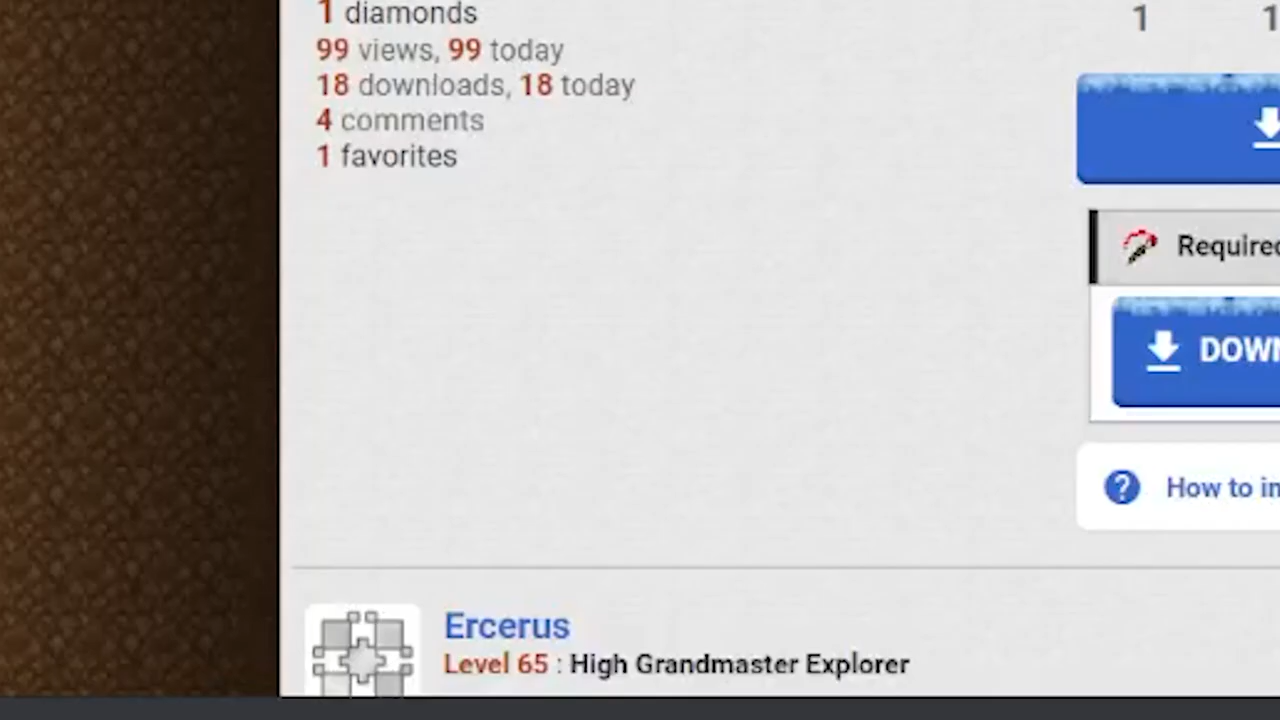 1 diamonds
99 views, 99 today
18 downloads, 18 today
4 comments
1 favorites
1 1
Required
DOWN
How to in
Ercerus
Level 65 : High Grandmaster Explorer